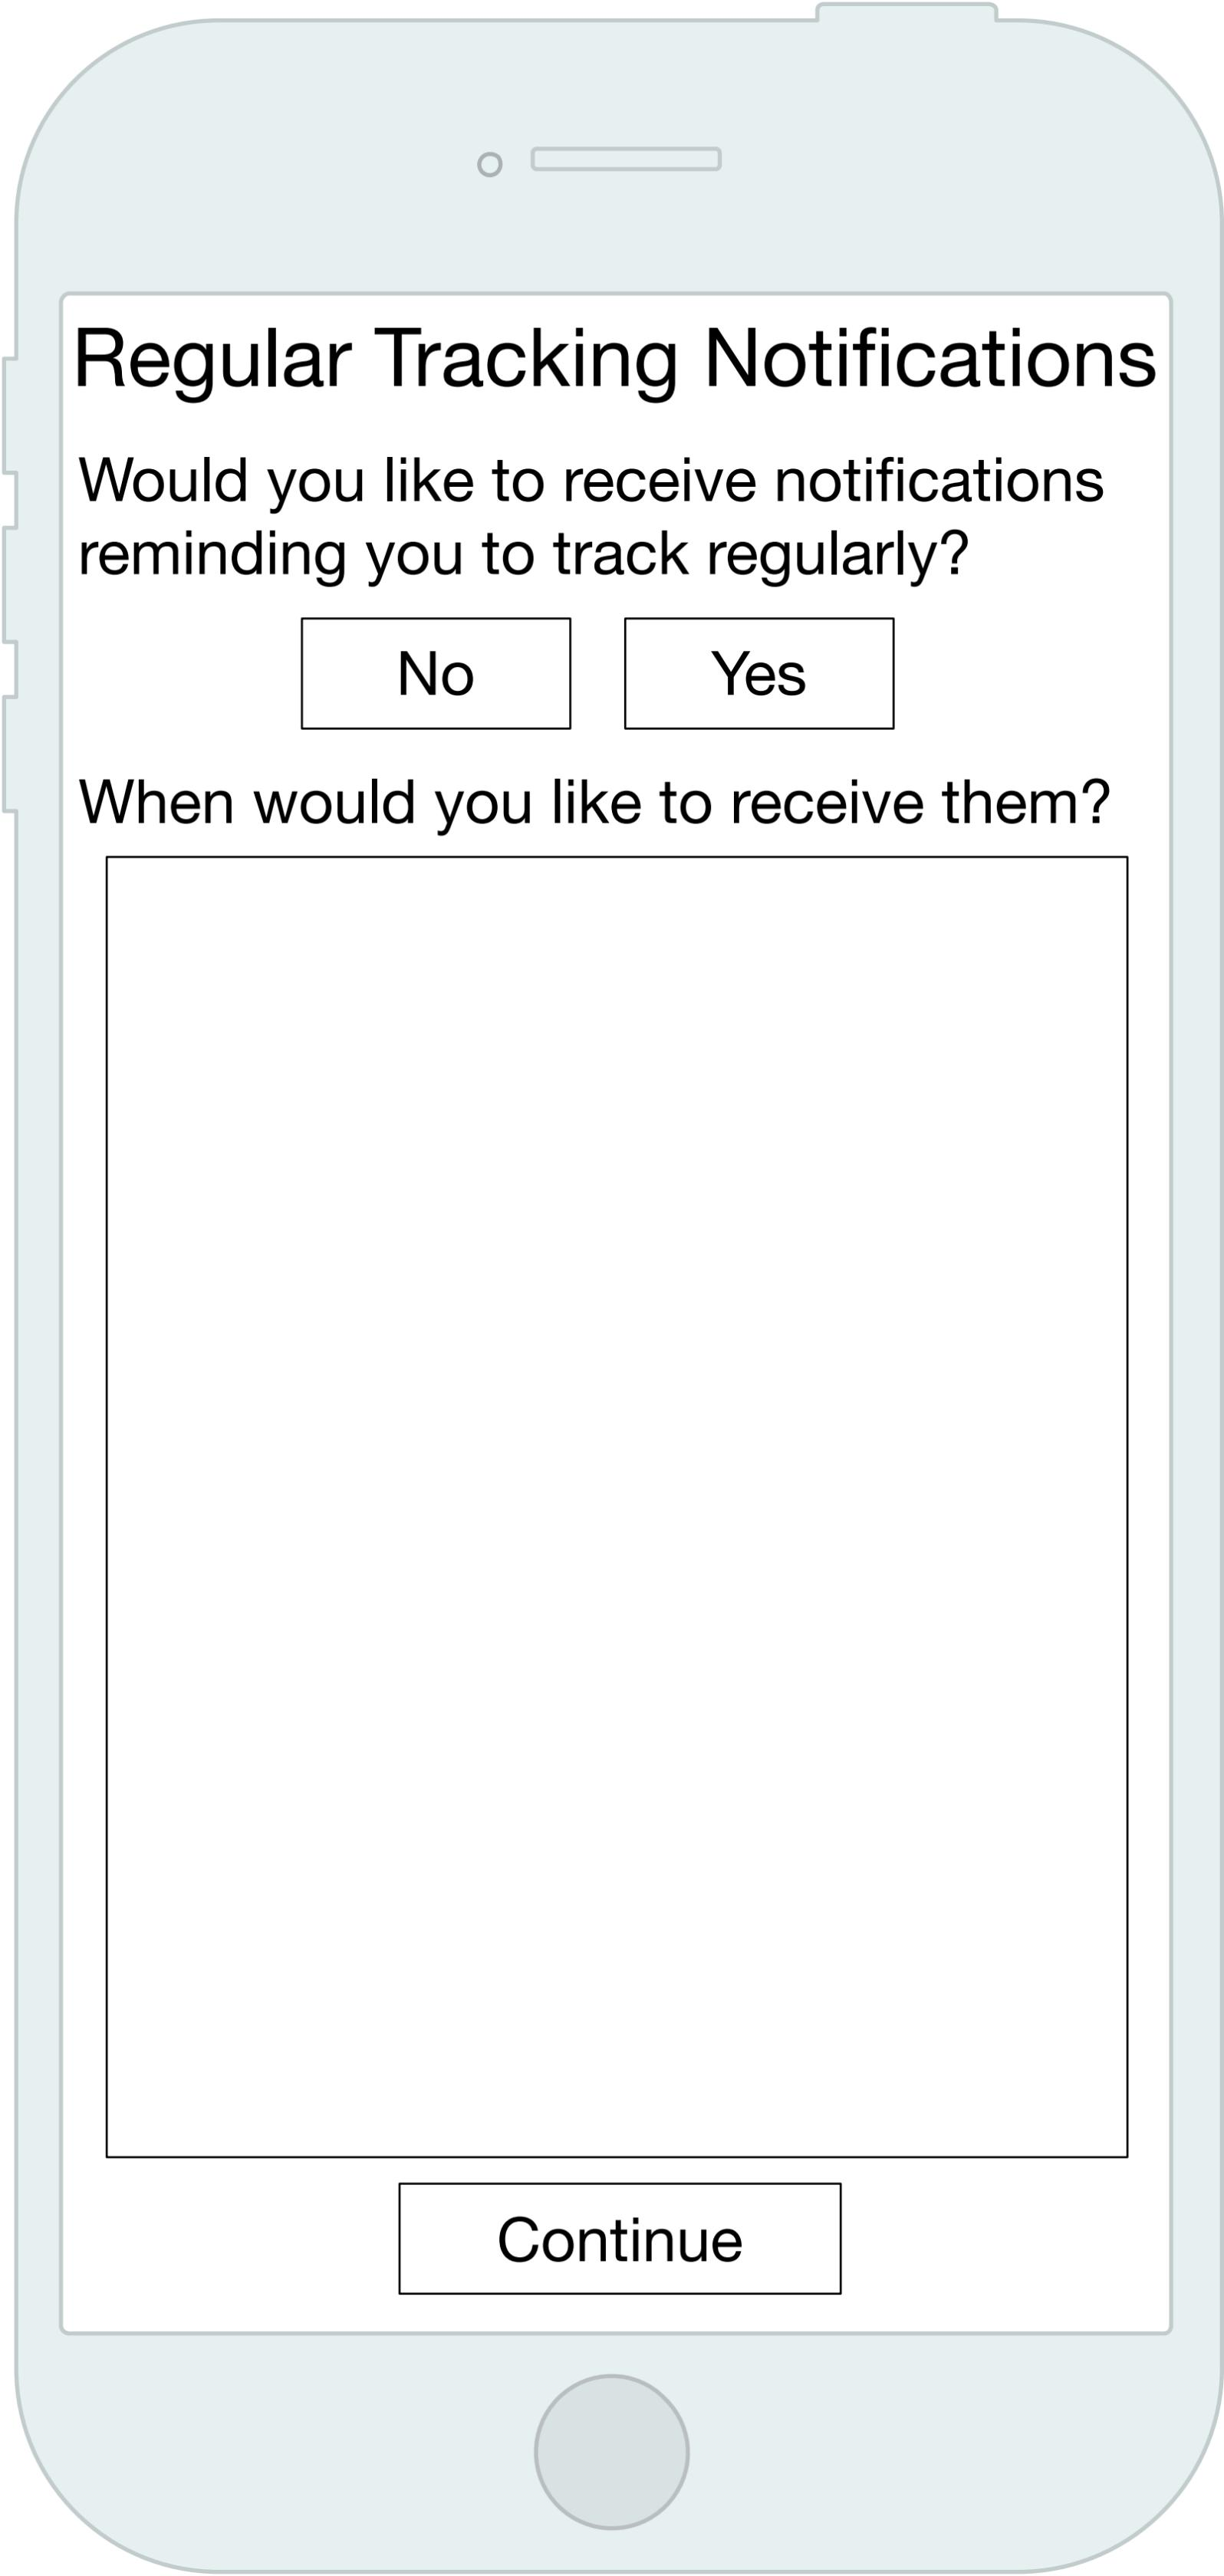 Regular Tracking Notifications
Would you like to receive notifications
reminding you to track regularly?
No Yes
When would you like to receive them?
Continue